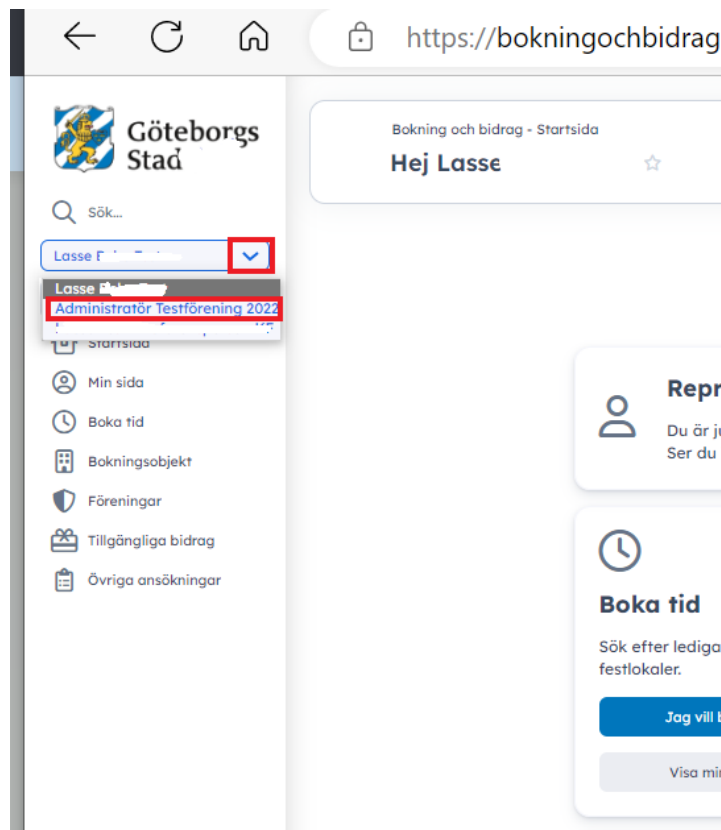 https://bokningochbidrag
Göteborgs
Stad
Sök...
Lasse
Lasse
Administratör Testförening 2022
Startsida
Min sida
Boka tid
Bokningsobjekt
Föreningar
Tillgängliga bidrag
Övriga ansökningar
Bokning och bidrag - Startsida
Hej Lasse
Repr
Du är ju
Ser du
Boka tid
Sök efter lediga
festlokaler.
Jag vill b
Visa min